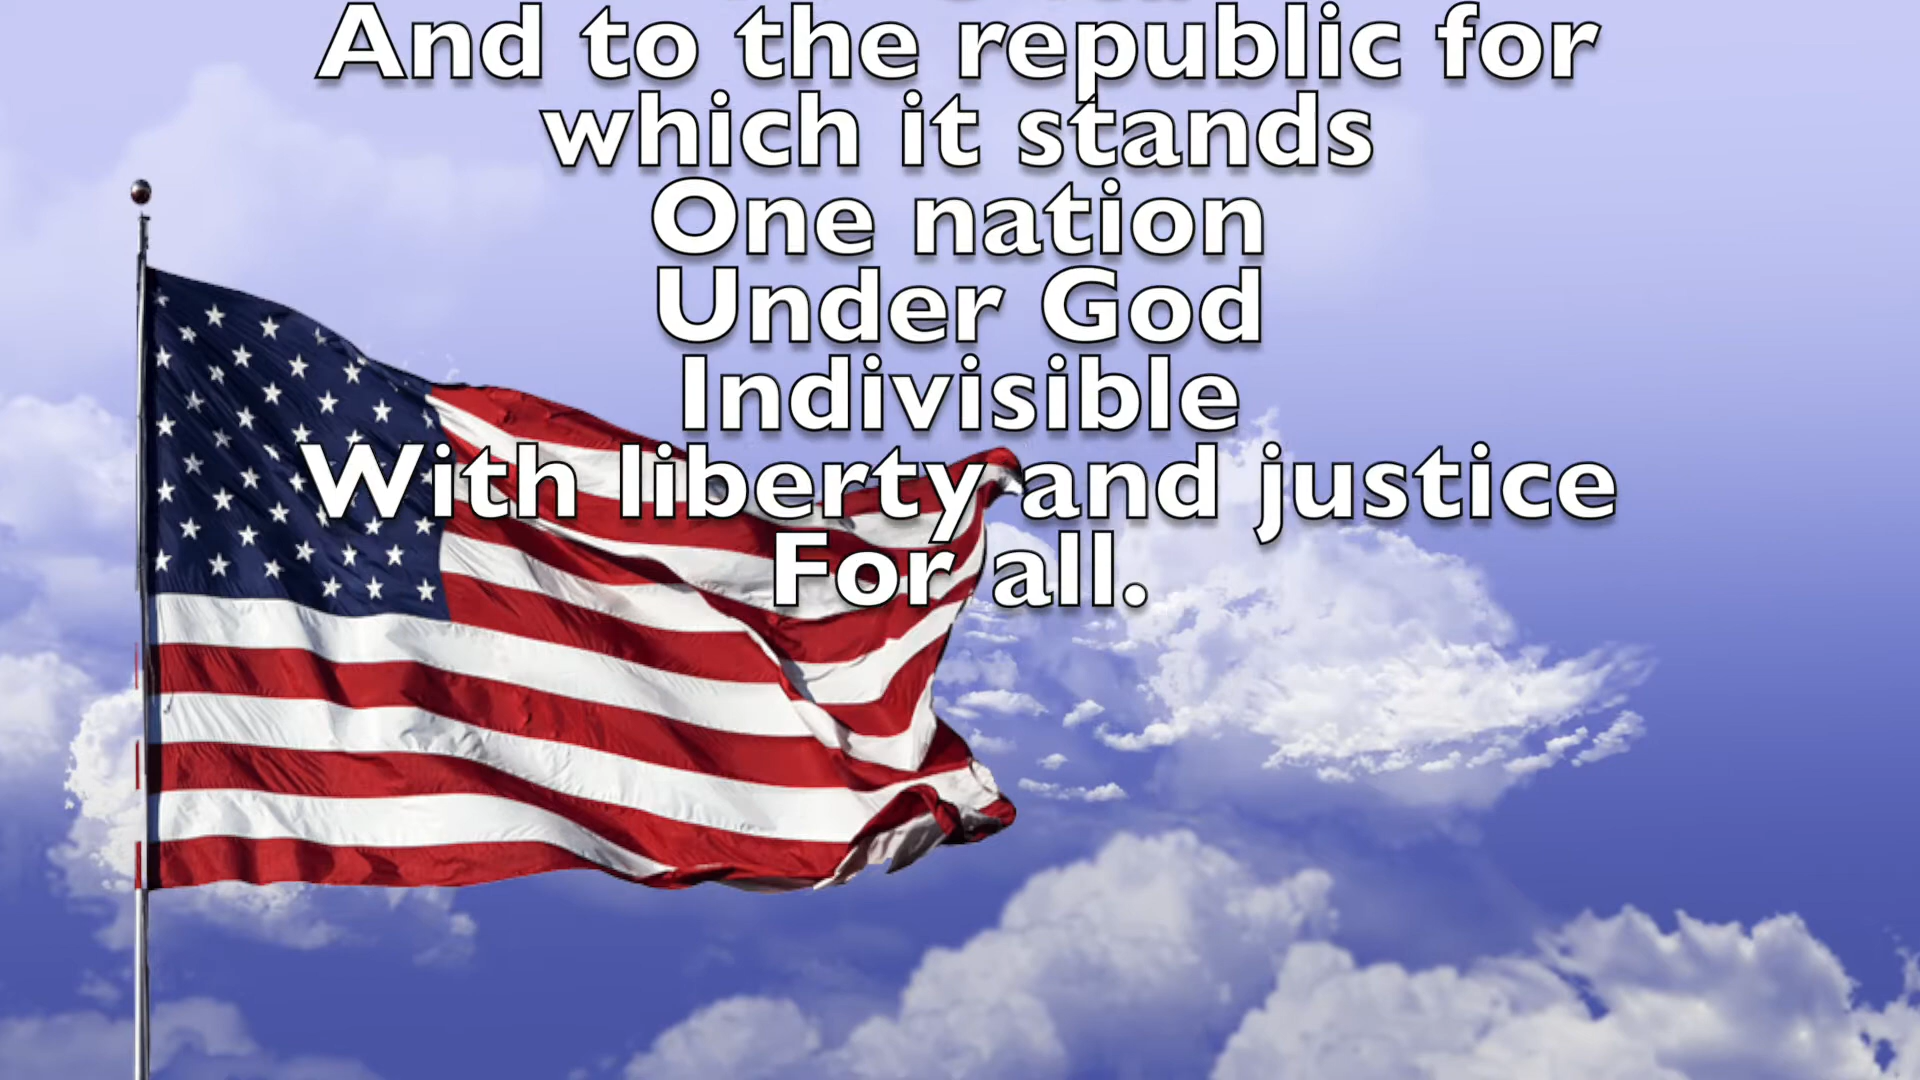 And to the republic for
which it stands
One nation
Under God
Indivisible
With liberty and justice
For all.